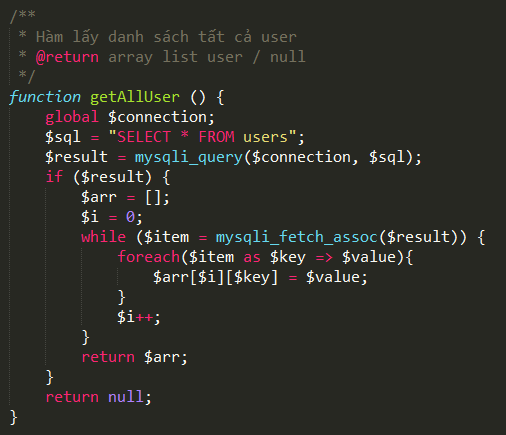 /**
 * Hàm lấy danh sách tất cả user
 * @return array list user / null
 */
function getAllUser () {
    global $connection;
    $sql = "SELECT * FROM users";
    $result = mysqli_query($connection, $sql);
    if ($result) {
        $arr = [];
        $i = 0;
        while ($item = mysqli_fetch_assoc($result)) {
            foreach($item as $key => $value){
                $arr[$i][$key] = $value;
            }
            $i++;
        }
        return $arr;
    }
    return null;
}